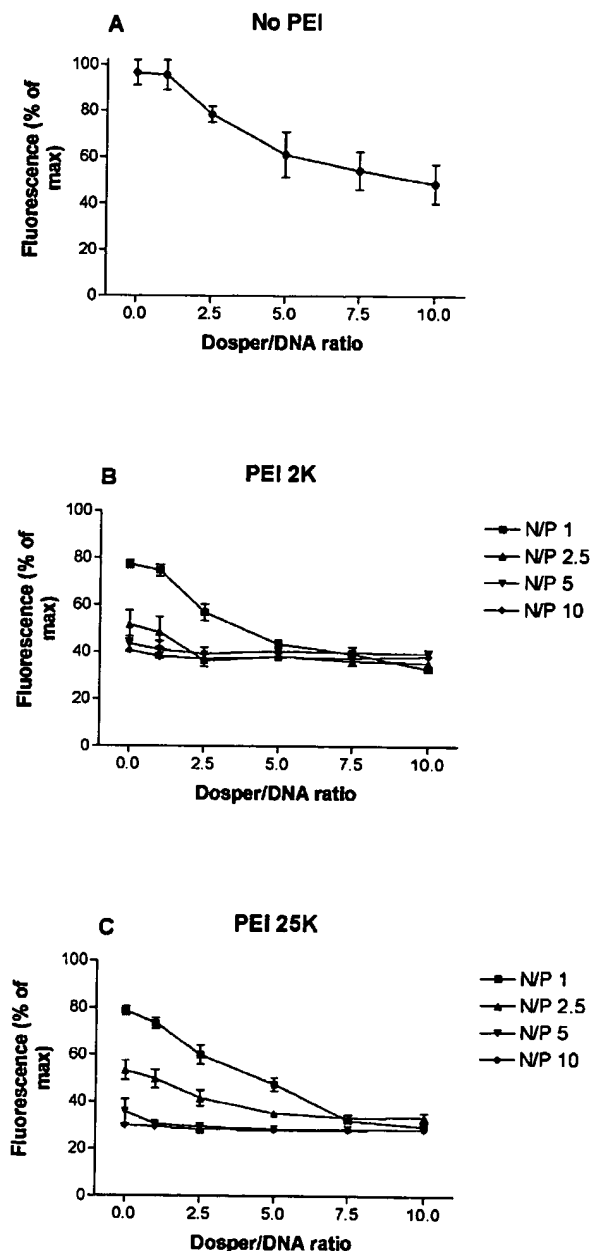 A
No PEI
Fluorescence (% of
max)
100
80
60
40
20
0
0.0 2.5 5.0 7.5 10.0
Dosper/DNA ratio
B
PEI 2K
Fluorescence (% of
max)
100
80
60
40
20
0
0.0 2.5 5.0 7.5 10.0
Dosper/DNA ratio
N/P 1
N/P 2.5
N/P 5
N/P 10
C
PEI 25K
Fluorescence (% of
max)
100
80
60
40
20
0
0.0 2.5 5.0 7.5 10.0
Dosper/DNA ratio
N/P 1
N/P 2.5
N/P 5
N/P 10